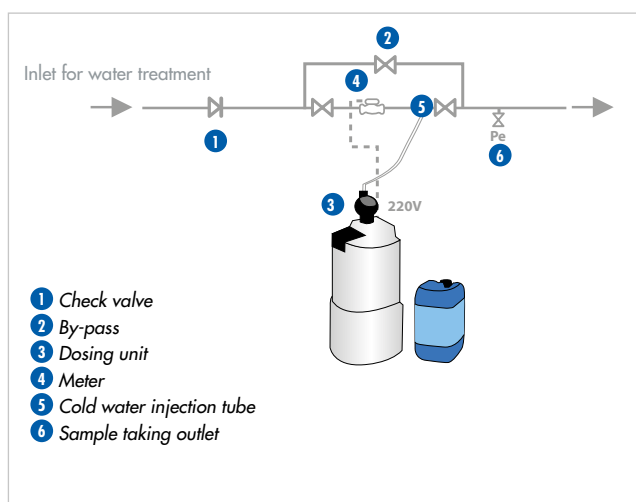 2
Inlet for water treatment
4
5
1
Pe
6
3
220V
1 Check valve
2 By-pass
3 Dosing unit
4 Meter
5 Cold water injection tube
6 Sample taking outlet